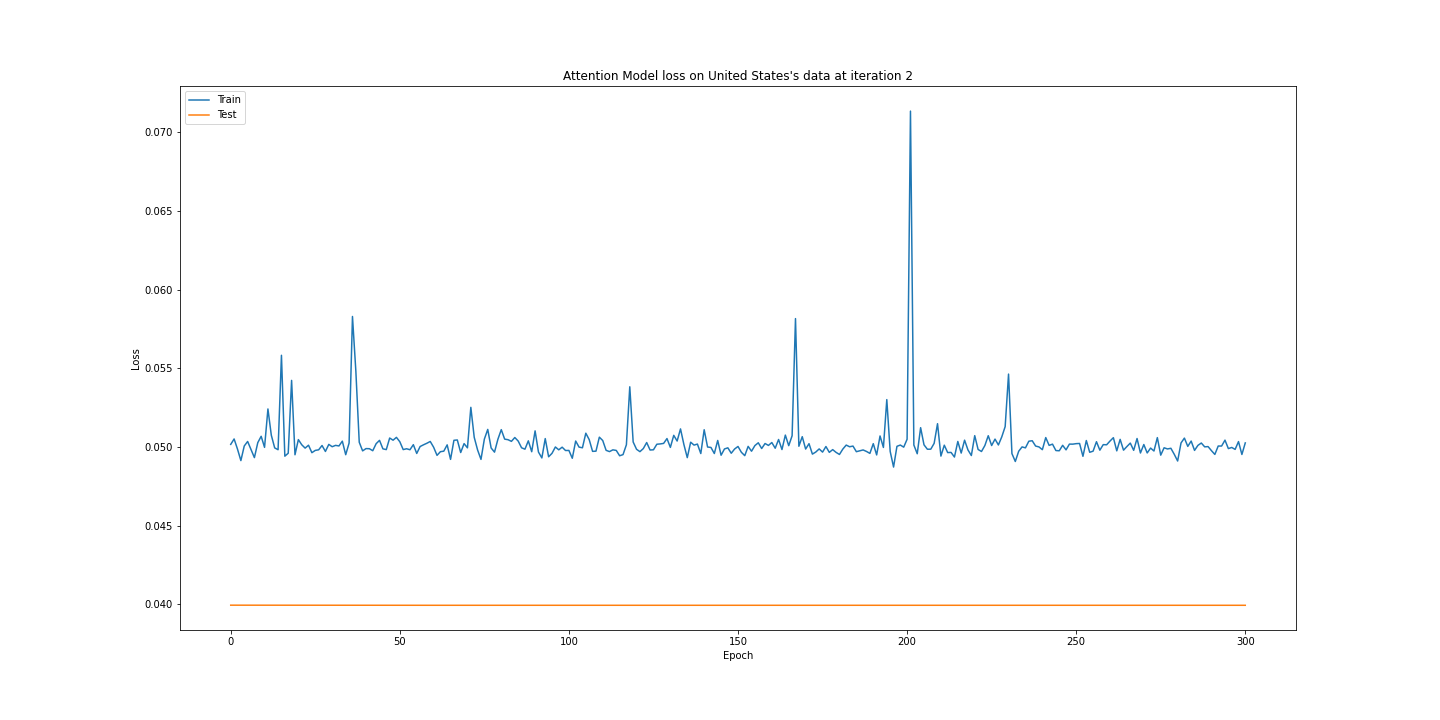 Attention Model loss on United States's data at iteration 2
Train
Test
0.070
0.065
0.060
0.055
0.050
0.045
0.040
Loss
0 50 100 150 200 250 300
Epoch